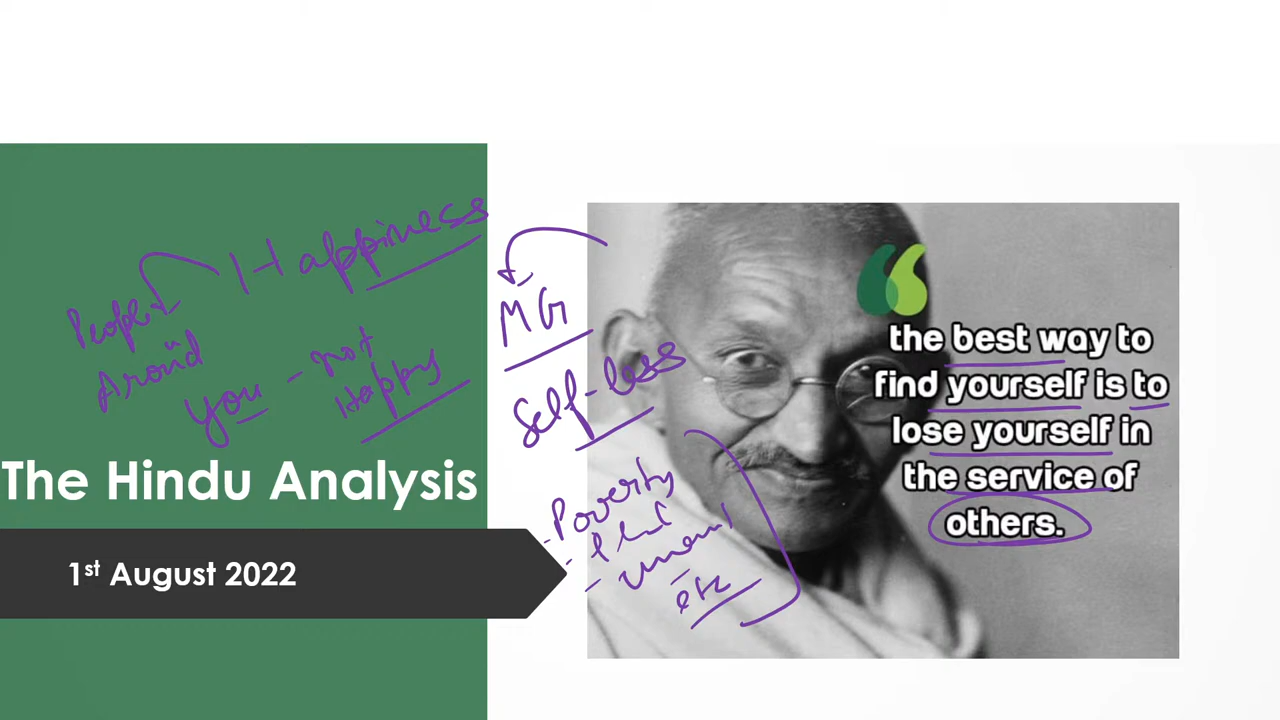 Happiness
People
Around
you - not
Happy
The Hindu Analysis
1st August 2022
MG
Self-less
- Poverty
etc
the best way to
find yourself is to
lose yourself in
the service of
others.